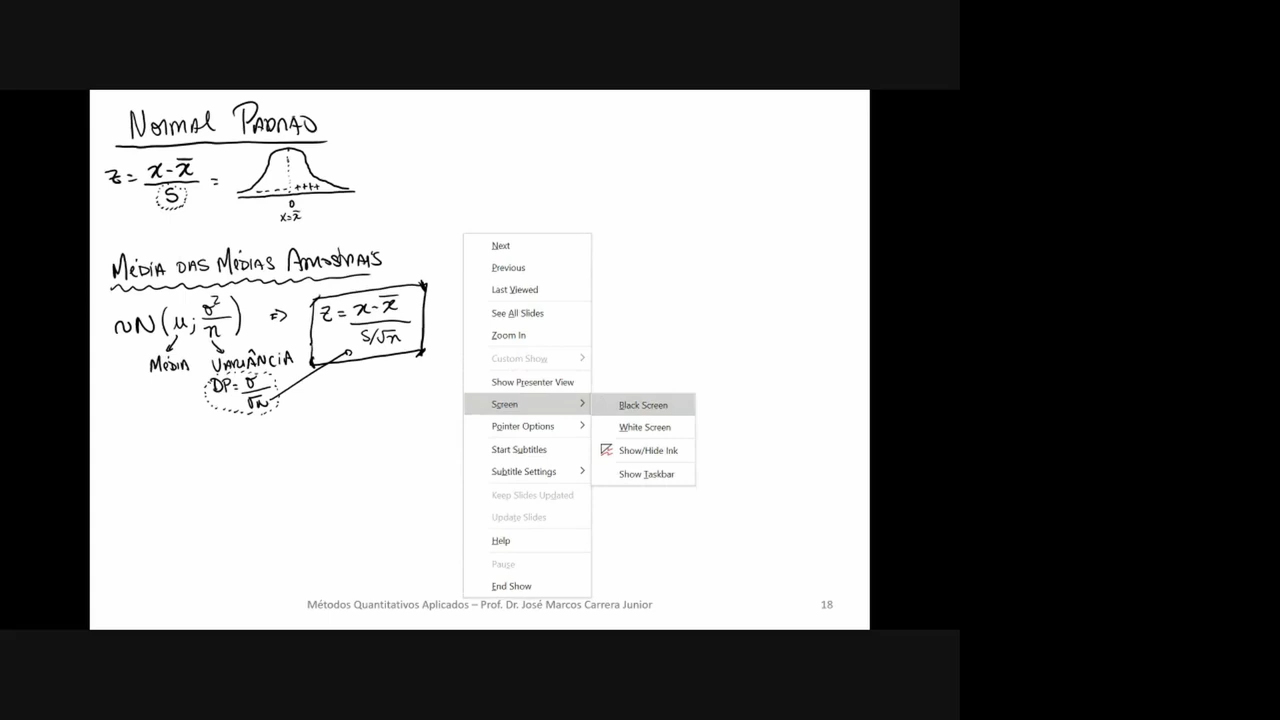 NORMAL PADRÃO
z = x - x̄ / S =
- - - - ++++
0
x = x̄
MÉDIA DAS MÉDIAS AMOSTRAIS
~N(μ; σ²/n) => z = x - x̄ / S/√n
MÉDIA VARIÂNCIA
DP = σ/√n
Next
Previous
Last Viewed
See All Slides
Zoom In
Custom Show
Show Presenter View
Screen
Pointer Options
Start Subtitles
Subtitle Settings
Keep Slides Updated
Update Slides
Help
Pause
End Show
Black Screen
White Screen
Show/Hide Ink
Show Taskbar
Métodos Quantitativos Aplicados – Prof. Dr. José Marcos Carrera Junior
18